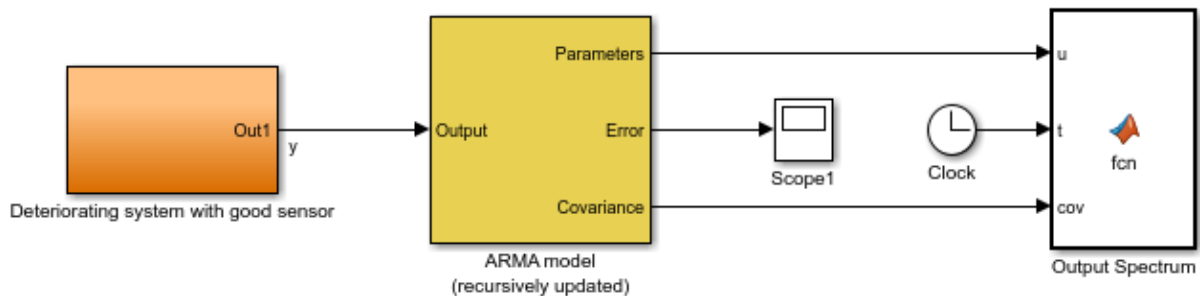 Parameters
u
Out1
y
Output
Error
Scope1
Clock
t
fcn
Deteriorating system with good sensor
Covariance
cov
ARMA model
(recursively updated)
Output Spectrum